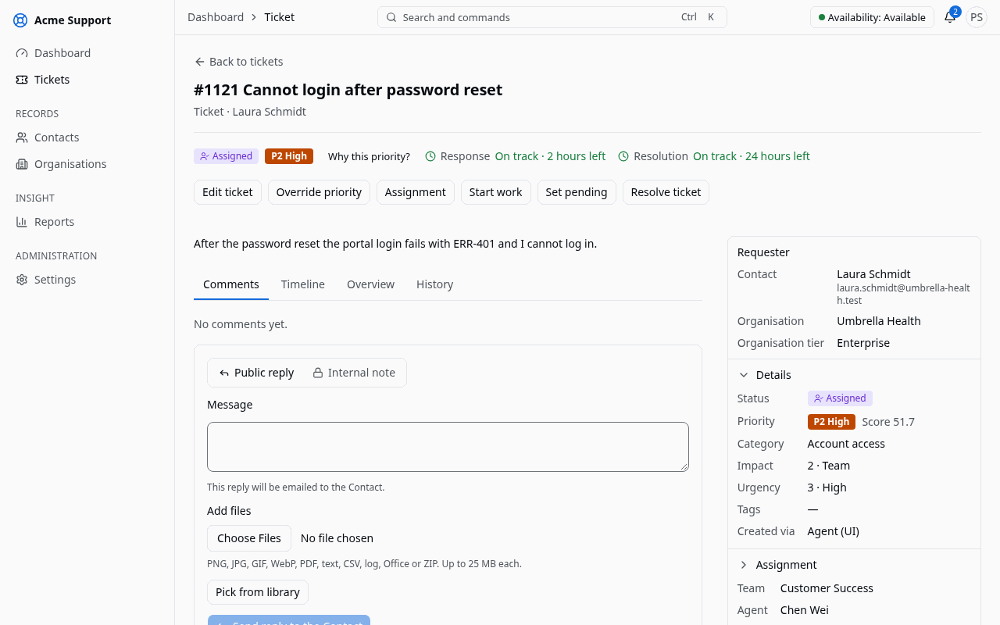 Acme Support
Dashboard
Tickets
RECORDS
Contacts
Organisations
INSIGHT
Reports
ADMINISTRATION
Settings
Dashboard > Ticket
Search and commands Ctrl K
Availability: Available
2
PS
Back to tickets
#1121 Cannot login after password reset
Ticket · Laura Schmidt
Assigned P2 High Why this priority? Response On track · 2 hours left Resolution On track · 24 hours left
Edit ticket Override priority Assignment Start work Set pending Resolve ticket
After the password reset the portal login fails with ERR-401 and I cannot log in.
Comments Timeline Overview History
No comments yet.
Public reply Internal note
Message
This reply will be emailed to the Contact.
Add files
Choose Files No file chosen
PNG, JPG, GIF, WebP, PDF, text, CSV, log, Office or ZIP. Up to 25 MB each.
Pick from library
Send reply to the Contact
Requester
Contact Laura Schmidt
laura.schmidt@umbrella-healt
h.test
Organisation Umbrella Health
Organisation tier Enterprise
Details
Status Assigned
Priority P2 High Score 51.7
Category Account access
Impact 2 · Team
Urgency 3 · High
Tags —
Created via Agent (UI)
Assignment
Team Customer Success
Agent Chen Wei